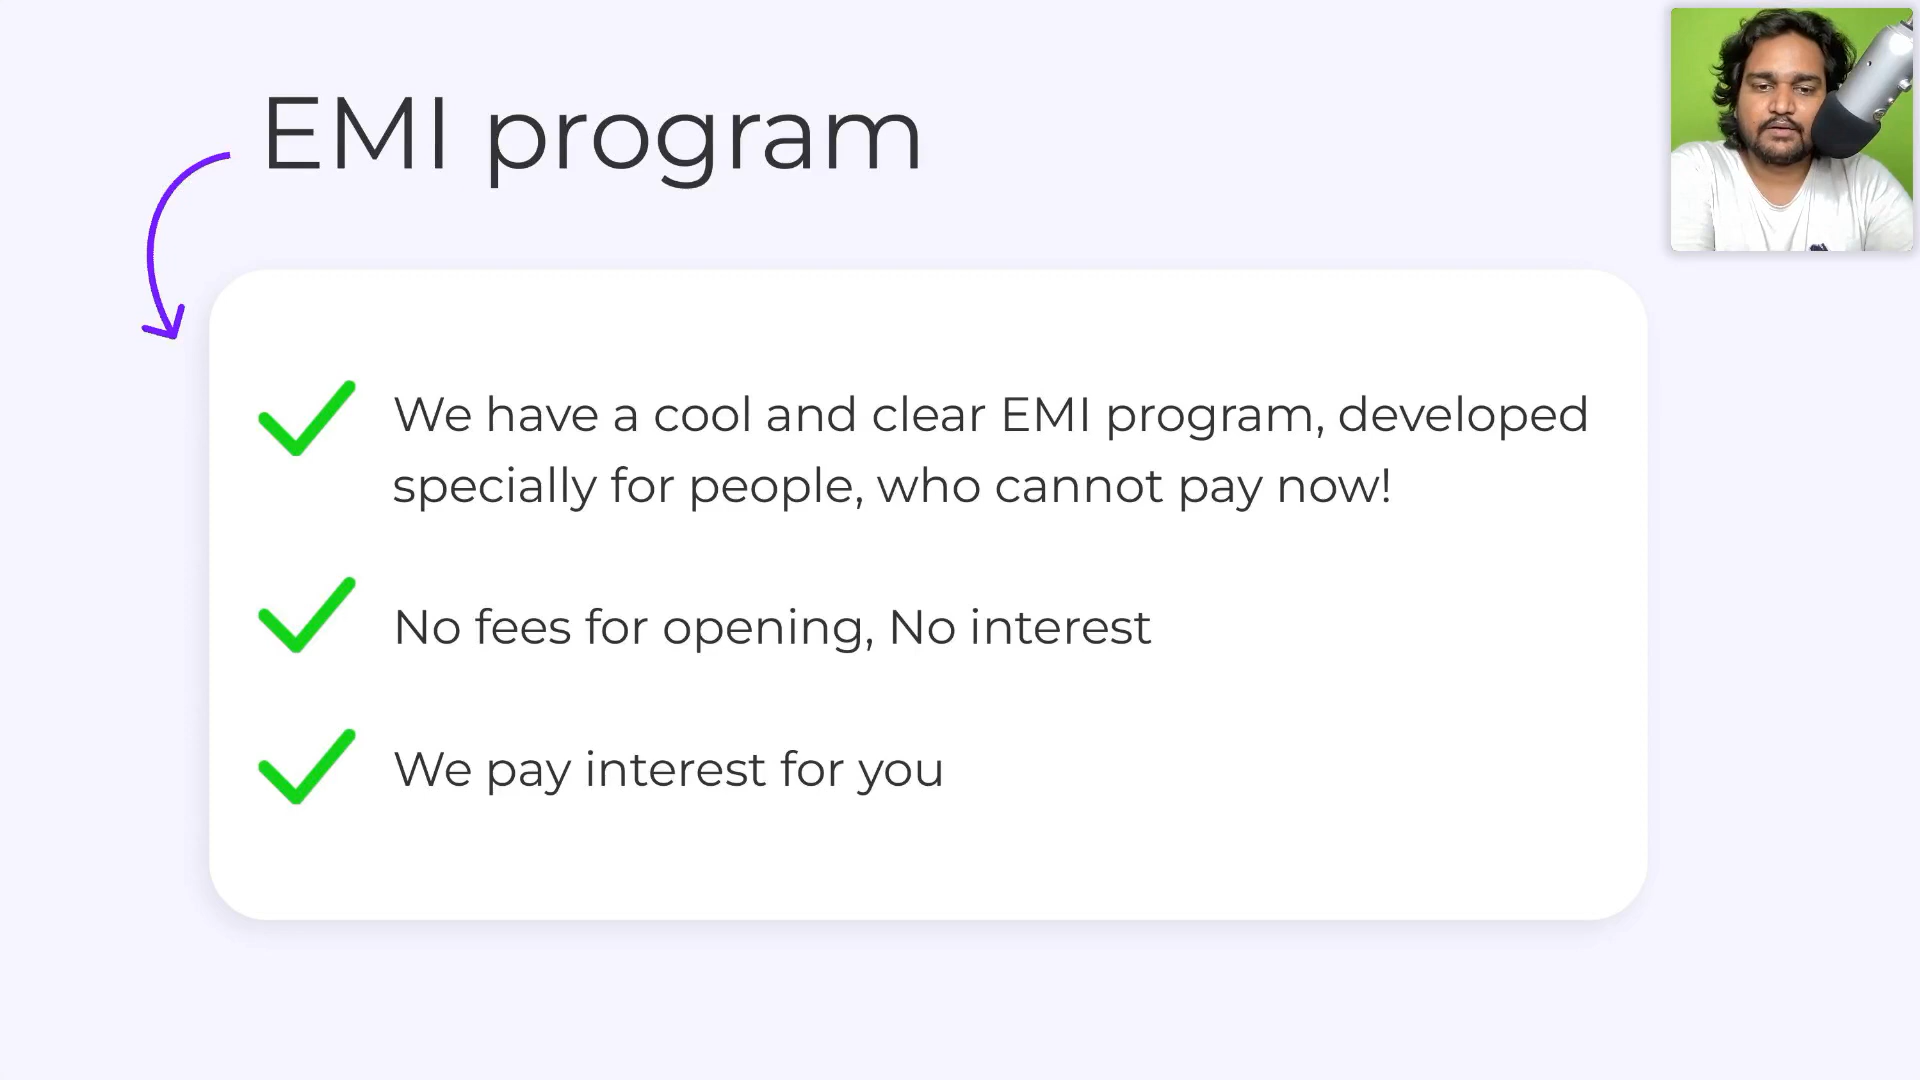 EMI program
We have a cool and clear EMI program, developed
specially for people, who cannot pay now!
No fees for opening, No interest
We pay interest for you